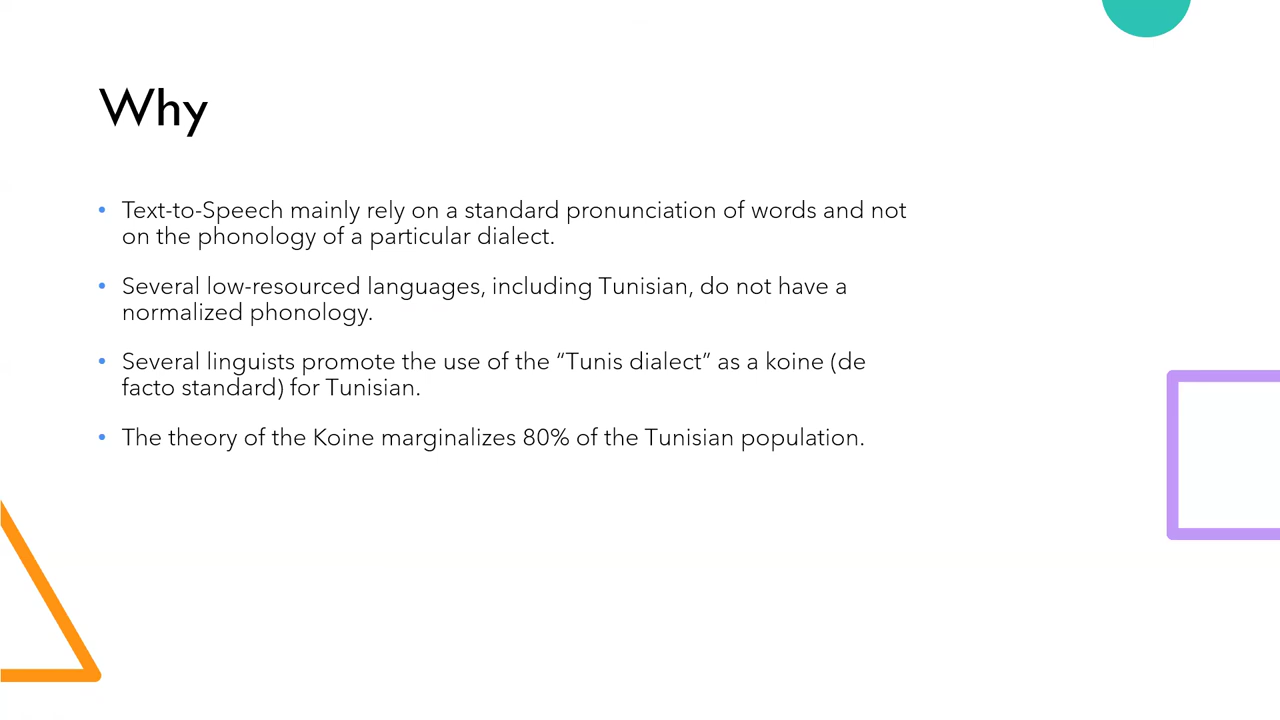 Why
• Text-to-Speech mainly rely on a standard pronunciation of words and not
on the phonology of a particular dialect.
• Several low-resourced languages, including Tunisian, do not have a
normalized phonology.
• Several linguists promote the use of the “Tunis dialect” as a koine (de
facto standard) for Tunisian.
• The theory of the Koine marginalizes 80% of the Tunisian population.